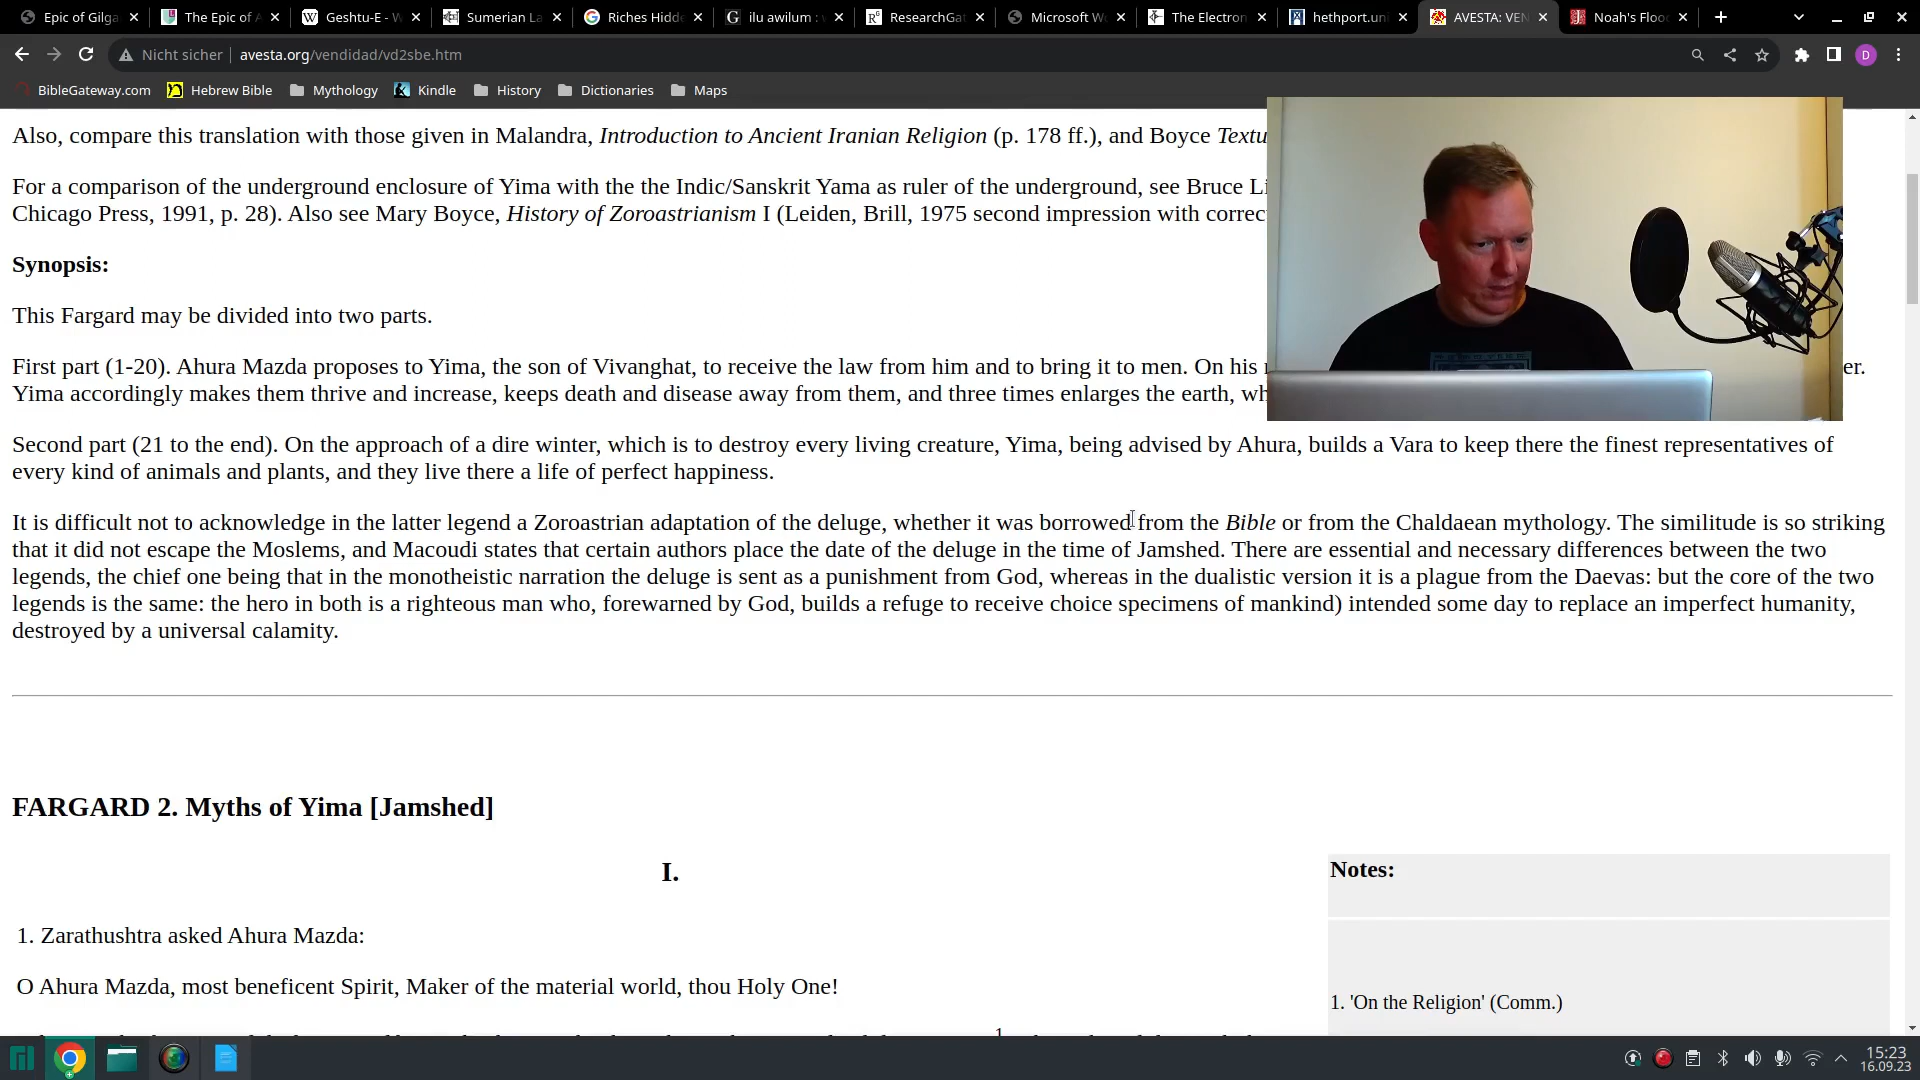 Epic of Gilga
The Epic of A
Geshtu-E - W
Sumerian La
Riches Hidde
ilu awilum :
ResearchGat
Microsoft W
The Electron
hethport.uni
AVESTA: VEN
Noah's Floo
Nicht sicher
avesta.org/vendidad/vd2sbe.htm
D
BibleGateway.com
Hebrew Bible
Mythology
Kindle
History
Dictionaries
Maps
Also, compare this translation with those given in Malandra, Introduction to Ancient Iranian Religion (p. 178 ff.), and Boyce Textu
For a comparison of the underground enclosure of Yima with the the Indic/Sanskrit Yama as ruler of the underground, see Bruce Li
Chicago Press, 1991, p. 28). Also see Mary Boyce, History of Zoroastrianism I (Leiden, Brill, 1975 second impression with correc
Synopsis:
This Fargard may be divided into two parts.
First part (1-20). Ahura Mazda proposes to Yima, the son of Vivanghat, to receive the law from him and to bring it to men. On his r er.
Yima accordingly makes them thrive and increase, keeps death and disease away from them, and three times enlarges the earth, wh
Second part (21 to the end). On the approach of a dire winter, which is to destroy every living creature, Yima, being advised by Ahura, builds a Vara to keep there the finest representatives of
every kind of animals and plants, and they live there a life of perfect happiness.
It is difficult not to acknowledge in the latter legend a Zoroastrian adaptation of the deluge, whether it was borrowed from the Bible or from the Chaldaean mythology. The similitude is so striking
that it did not escape the Moslems, and Macoudi states that certain authors place the date of the deluge in the time of Jamshed. There are essential and necessary differences between the two
legends, the chief one being that in the monotheistic narration the deluge is sent as a punishment from God, whereas in the dualistic version it is a plague from the Daevas: but the core of the two
legends is the same: the hero in both is a righteous man who, forewarned by God, builds a refuge to receive choice specimens of mankind) intended some day to replace an imperfect humanity,
destroyed by a universal calamity.
FARGARD 2. Myths of Yima [Jamshed]
I.
Notes:
1. Zarathushtra asked Ahura Mazda:
O Ahura Mazda, most beneficent Spirit, Maker of the material world, thou Holy One!
1. 'On the Religion' (Comm.)
1
15:23
16.09.23